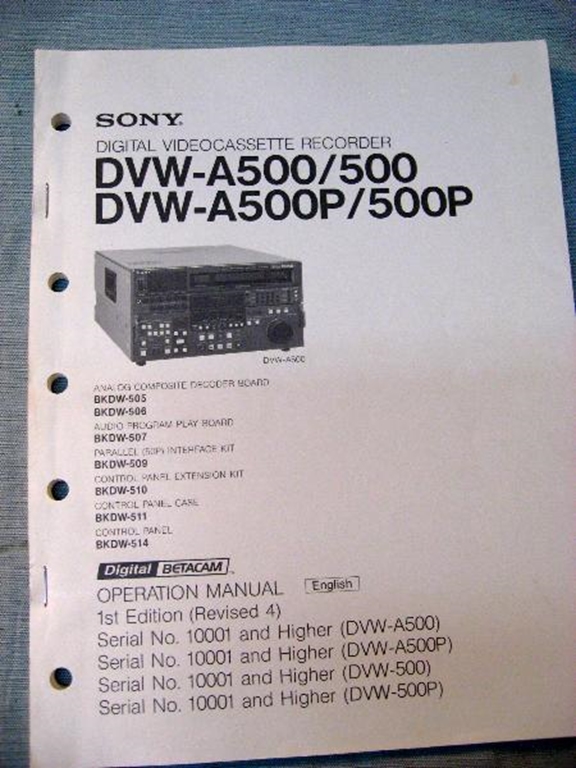 SONY®
DIGITAL VIDEOCASSETTE RECORDER
DVW-A500/500
DVW-A500P/500P
DVW-A500
ANALOG COMPOSITE DECODER BOARD
BKDW-505
BKDW-506
AUDIO PROGRAM PLAY BOARD
BKDW-507
PARALLEL (50P) INTERFACE KIT
BKDW-509
CONTROL PANEL EXTENSION KIT
BKDW-510
CONTROL PANEL CASE
BKDW-511
CONTROL PANEL
BKDW-514
Digital BETACAM™
OPERATION MANUAL English
1st Edition (Revised 4)
Serial No. 10001 and Higher (DVW-A500)
Serial No. 10001 and Higher (DVW-A500P)
Serial No. 10001 and Higher (DVW-500)
Serial No. 10001 and Higher (DVW-500P)